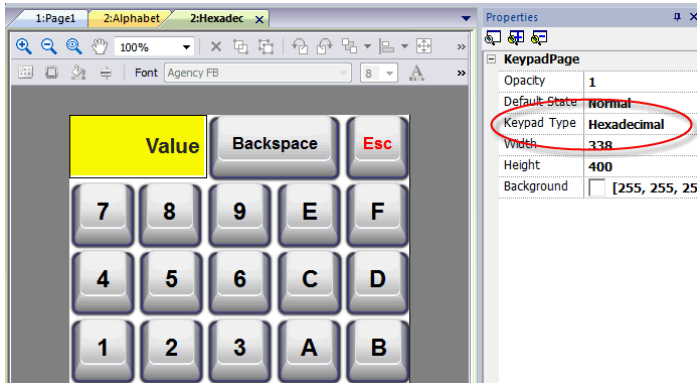 1:Page1 2:Alphabet 2:Hexadec x Properties
100%
Font Agency FB 8 A
KeypadPage
Opacity 1
Default State Normal
Keypad Type Hexadecimal
Width 338
Height 400
Background [255, 255, 25
Value Backspace Esc
7 8 9 E F
4 5 6 C D
1 2 3 A B